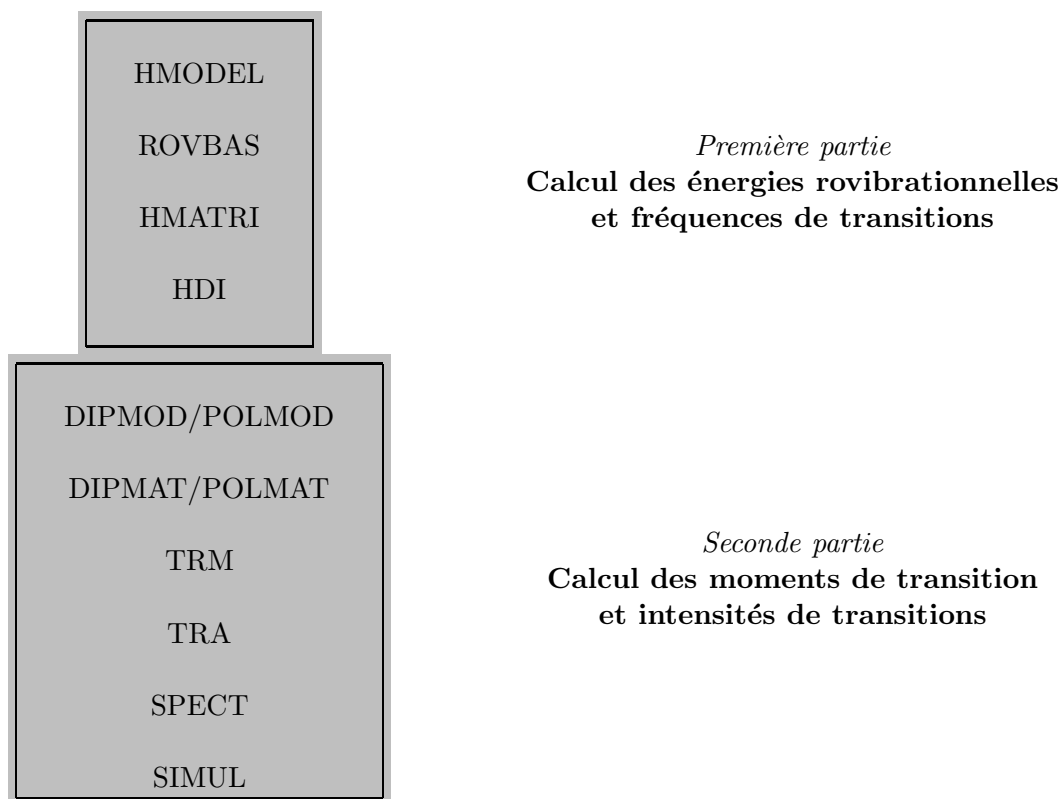 HMODEL
ROVBAS
HMATRI
HDI
Première partie
Calcul des énergies rovibrationnelles
et fréquences de transitions
DIPMOD/POLMOD
DIPMAT/POLMAT
TRM
TRA
SPECT
SIMUL
Seconde partie
Calcul des moments de transition
et intensités de transitions